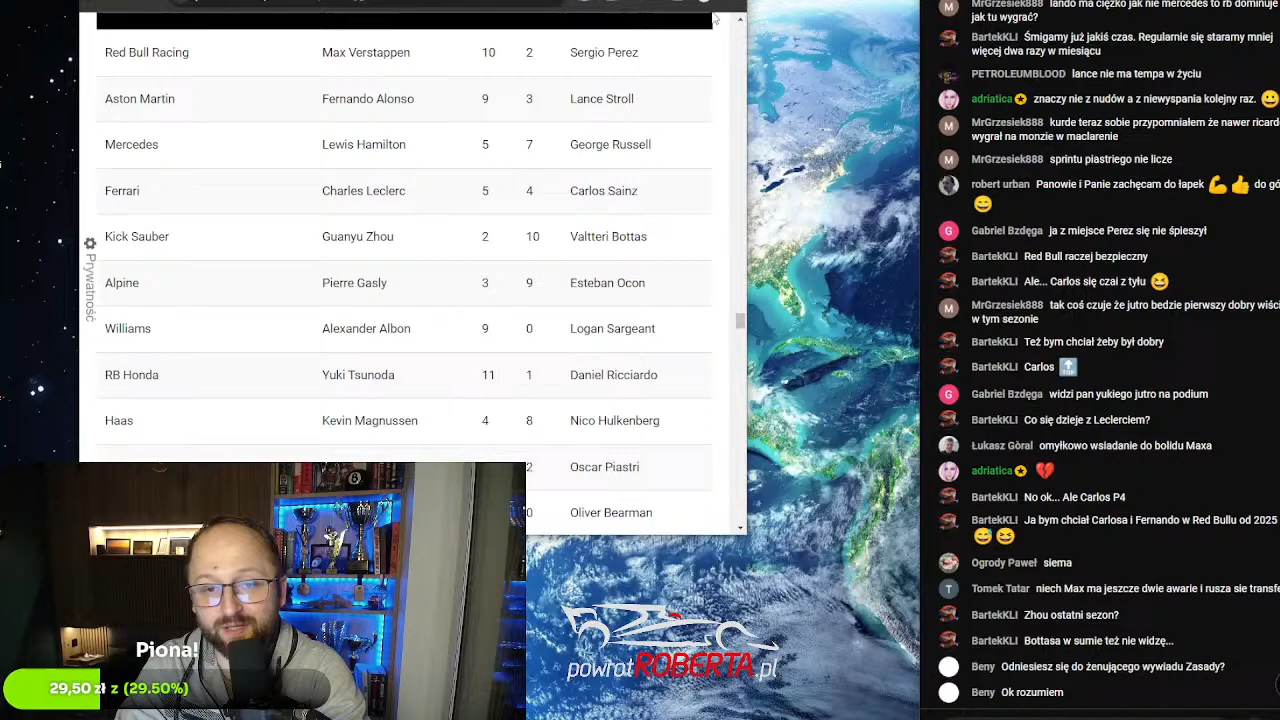 Red Bull Racing Max Verstappen 10 2 Sergio Perez
Aston Martin Fernando Alonso 9 3 Lance Stroll
Mercedes Lewis Hamilton 5 7 George Russell
Ferrari Charles Leclerc 5 4 Carlos Sainz
Kick Sauber Guanyu Zhou 2 10 Valtteri Bottas
Alpine Pierre Gasly 3 9 Esteban Ocon
Williams Alexander Albon 9 0 Logan Sargeant
RB Honda Yuki Tsunoda 11 1 Daniel Ricciardo
Haas Kevin Magnussen 4 8 Nico Hulkenberg
2 Oscar Piastri
0 Oliver Bearman
Prywatność
Piona!
29,50 zł z (29.50%)
powrotROBERTA.pl
MrGrzesiek888 lando ma ciężko jak nie mercedes to rb dominuje
jak tu wygrać?
BartekKLI Śmigamy już jakiś czas. Regularnie się staramy mniej
więcej dwa razy w miesiącu
PETROLEUMBLOOD lance nie ma tempa w życiu
adriatica znaczy nie z nudów a z niewyspania kolejny raz. 😀
MrGrzesiek888 kurde teraz sobie przypomniałem że nawer ricardo
wygrał na monzie w maclarenie
MrGrzesiek888 sprintu piastriego nie licze
robert urban Panowie i Panie zachęcam do łapek 💪👍 do gó
😄
Gabriel Bzdęga ja z miejsce Perez się nie śpieszył
BartekKLI Red Bull raczej bezpieczny
BartekKLI Ale... Carlos się czai z tyłu 😆
MrGrzesiek888 tak coś czuje że jutro bedzie pierwszy dobry wiści
w tym sezonie
BartekKLI Też bym chciał żeby był dobry
BartekKLI Carlos 🔝
Gabriel Bzdęga widzi pan yukiego jutro na podium
BartekKLI Co się dzieje z Leclerciem?
Łukasz Gòral omyłkowo wsiadanie do bolidu Maxa
adriatica 💔
BartekKLI No ok... Ale Carlos P4
BartekKLI Ja bym chciał Carlosa i Fernando w Red Bullu od 2025
😅😆
Ogrody Paweł siema
Tomek Tatar niech Max ma jeszcze dwie awarie i rusza sie transfe
BartekKLI Zhou ostatni sezon?
BartekKLI Bottasa w sumie też nie widzę...
Beny Odniesiesz się do żenującego wywiadu Zasady?
Beny Ok rozumiem